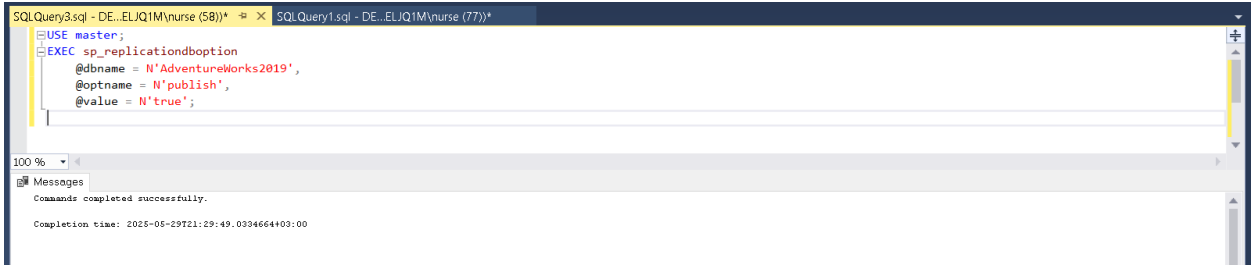 SQLQuery3.sql - DE...ELJQ1M\nurse (58))* SQLQuery1.sql - DE...ELJQ1M\nurse (77))*
USE master;
EXEC sp_replicationdboption
@dbname = N'AdventureWorks2019',
@optname = N'publish',
@value = N'true';
100 %
Messages
Commands completed successfully.
Completion time: 2025-05-29T21:29:49.0334664+03:00